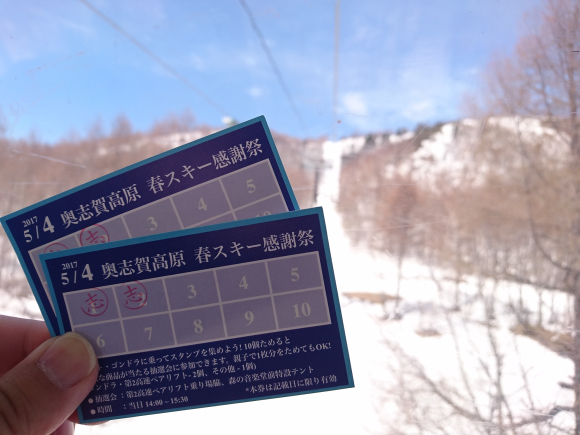 2017
5/4 奥志賀高原 春スキー感謝祭
3 4 5
10
2017
5/4 奥志賀高原 春スキー感謝祭
志 志 3 4 5
6 7 8 9 10
・ゴンドラに乗ってスタンプを集めよう!10個ためると
な商品が当たる抽選会に参加できます。親子で1枚分をためてもOK!
ンドラ・第2高速ペアリフト-2個、その他-1個)
●抽選会:第2高速ペアリフト乗り場脇、森の音楽堂前特設テント
●時間:当日14:00~15:30 *本券は記載日に限り有効